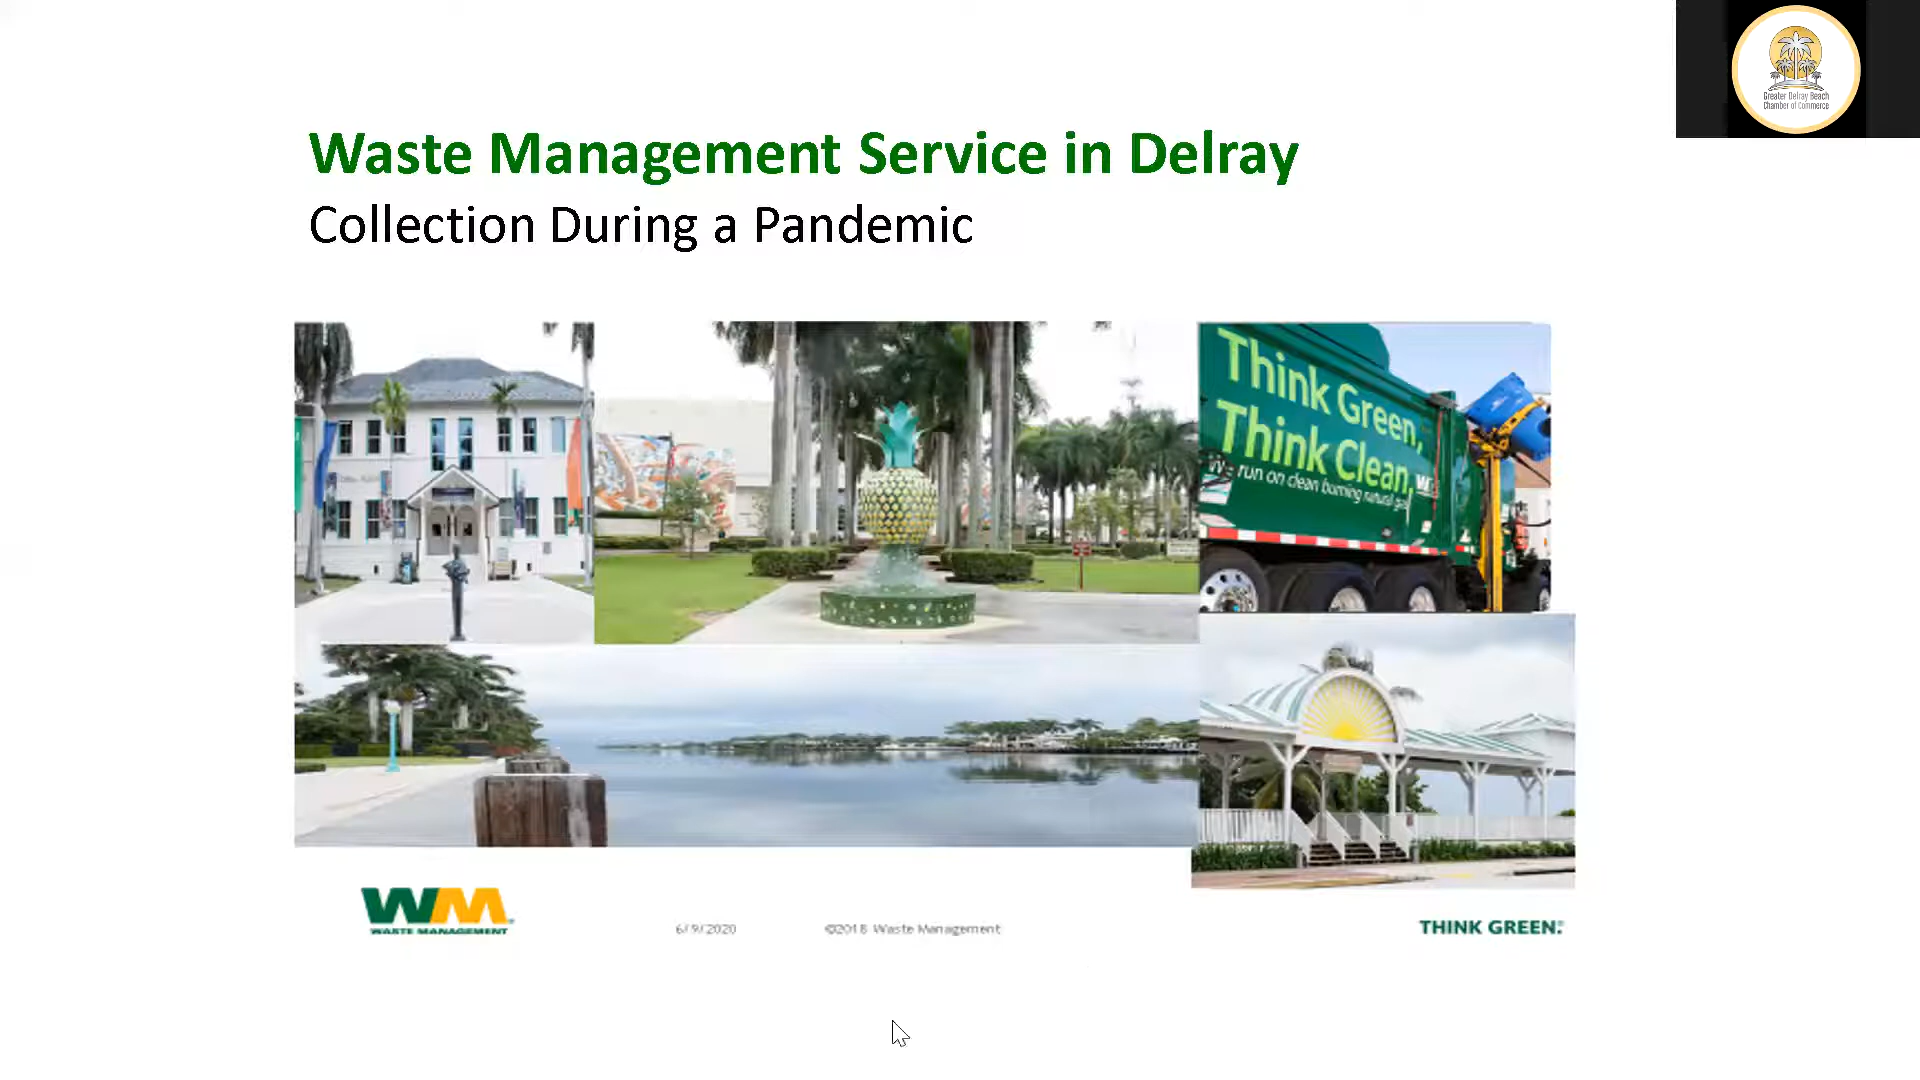 Greater Delray Beach
Chamber of Commerce
Waste Management Service in Delray
Collection During a Pandemic
Think Green,
Think Clean,
We run on clean burning natural gas
WM
WM
WASTE MANAGEMENT
6/9/2020
©2018 Waste Management
THINK GREEN.®